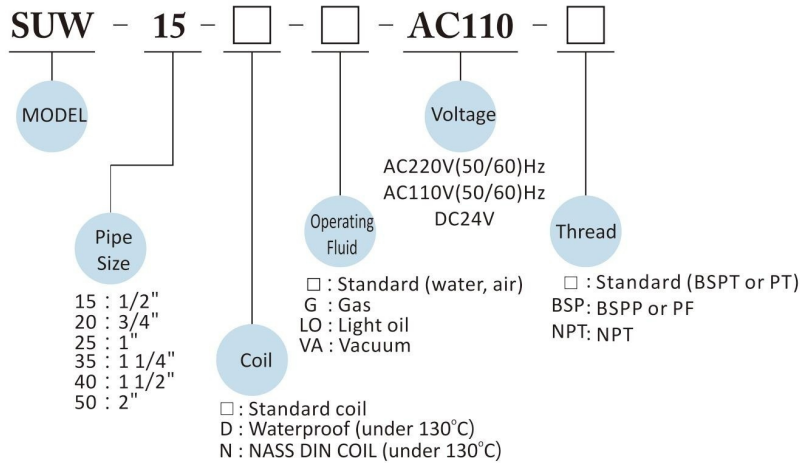 SUW - 15 - □ - □ - AC110 - □
MODEL
Pipe
Size
15 : 1/2"
20 : 3/4"
25 : 1"
35 : 1 1/4"
40 : 1 1/2"
50 : 2"
Coil
□ : Standard coil
D : Waterproof (under 130°C)
N : NASS DIN COIL (under 130°C)
Operating
Fluid
□ : Standard (water, air)
G : Gas
LO : Light oil
VA : Vacuum
Voltage
AC220V(50/60)Hz
AC110V(50/60)Hz
DC24V
Thread
□ : Standard (BSPT or PT)
BSP: BSPP or PF
NPT: NPT